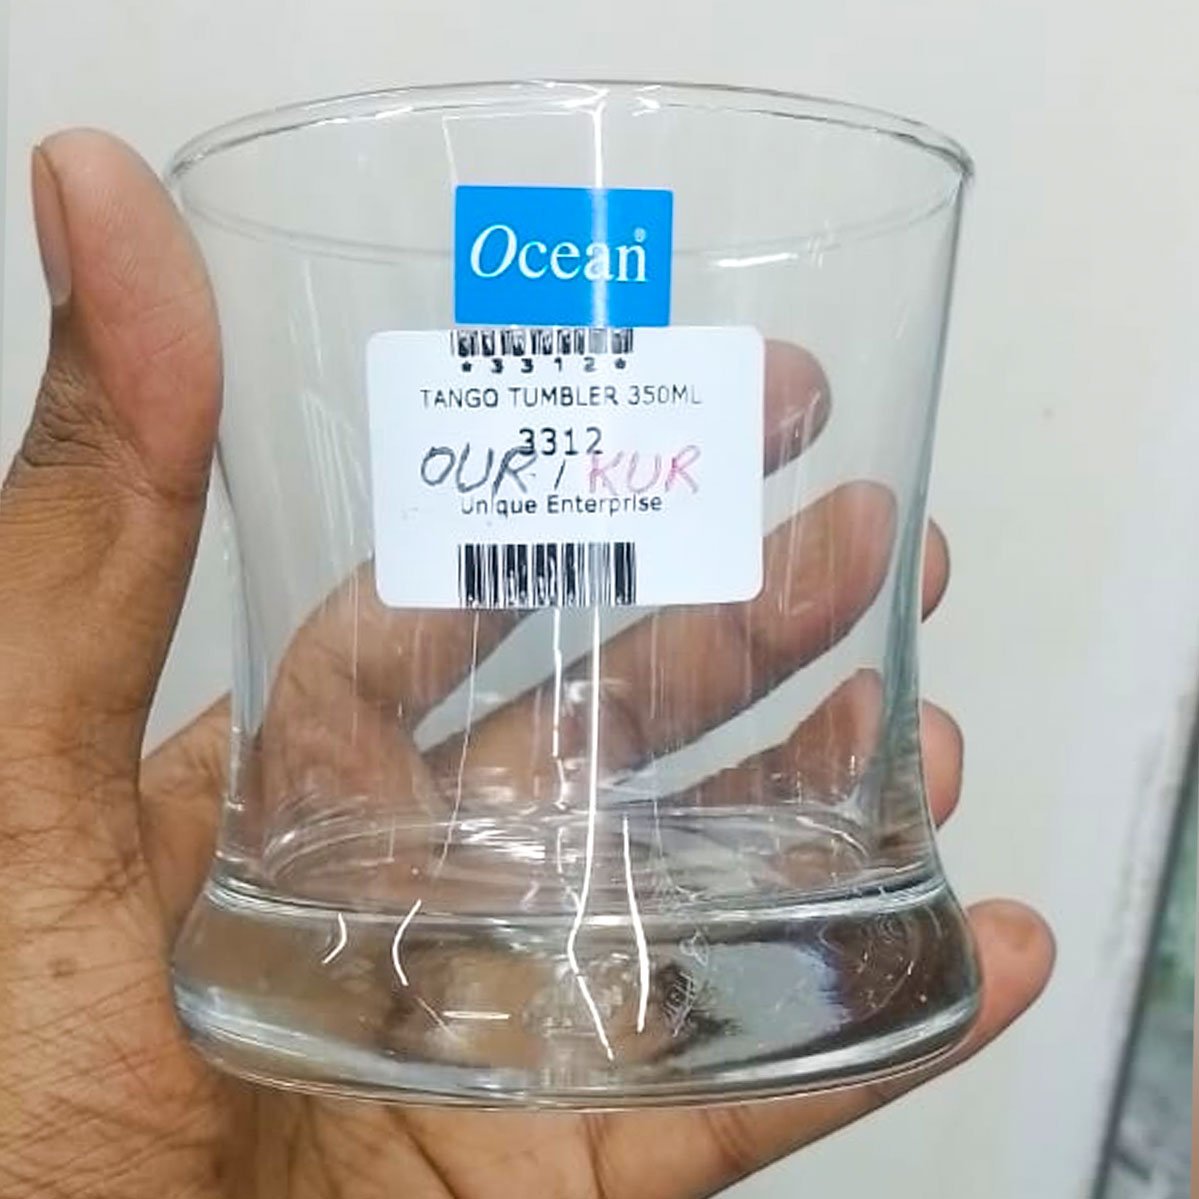 Ocean®
*3312*
TANGO TUMBLER 350ML
3312
OUR / KUR
Unique Enterprise